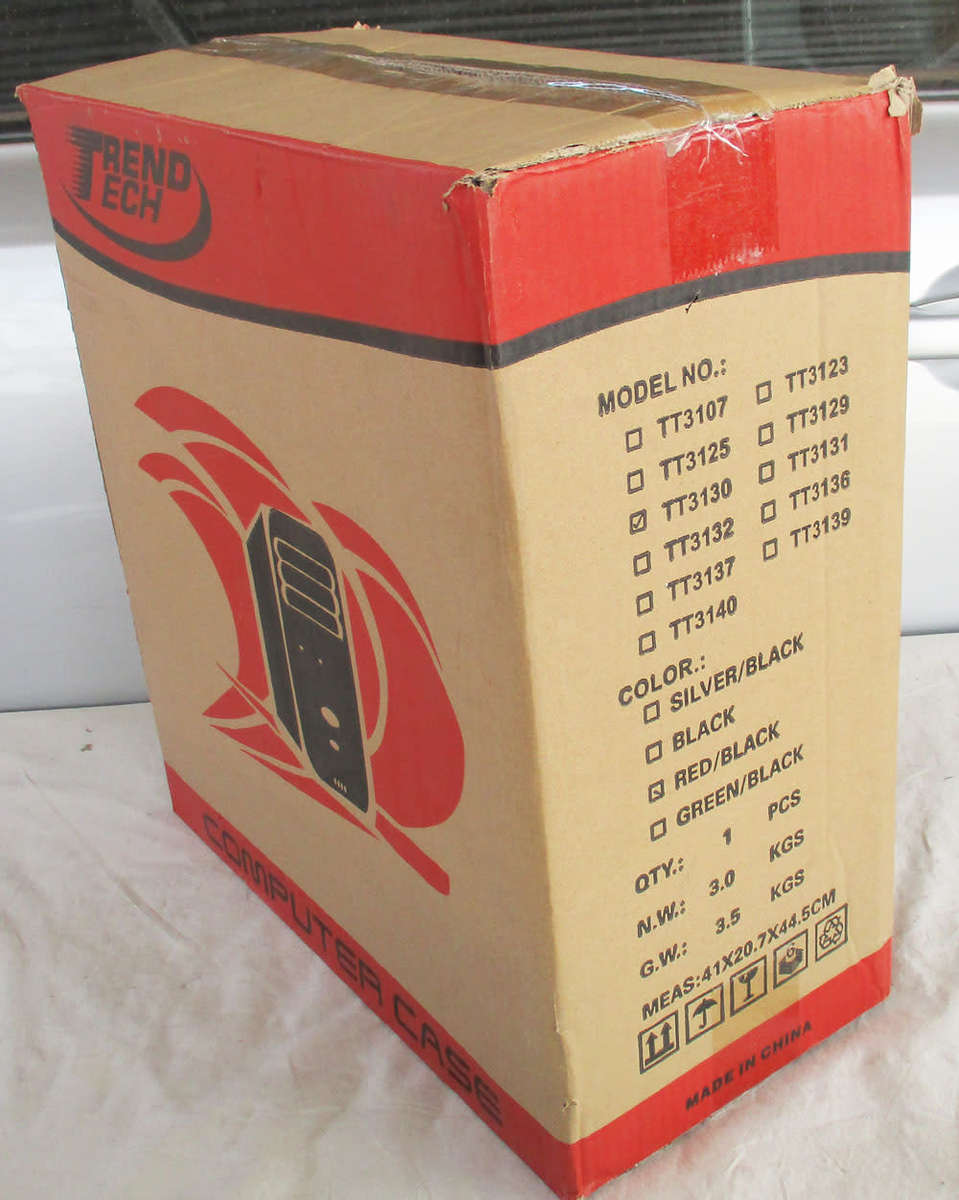 TREND
TECH
COMPUTER CASE
MODEL NO.:
TT3107 TT3123
TT3125 TT3129
TT3130 TT3131
TT3132 TT3136
TT3137 TT3139
TT3140
COLOR.:
SILVER/BLACK
BLACK
RED/BLACK
GREEN/BLACK
QTY.: 1 PCS
N.W.: 3.0 KGS
G.W.: 3.5 KGS
MEAS:41X20.7X44.5CM
MADE IN CHINA